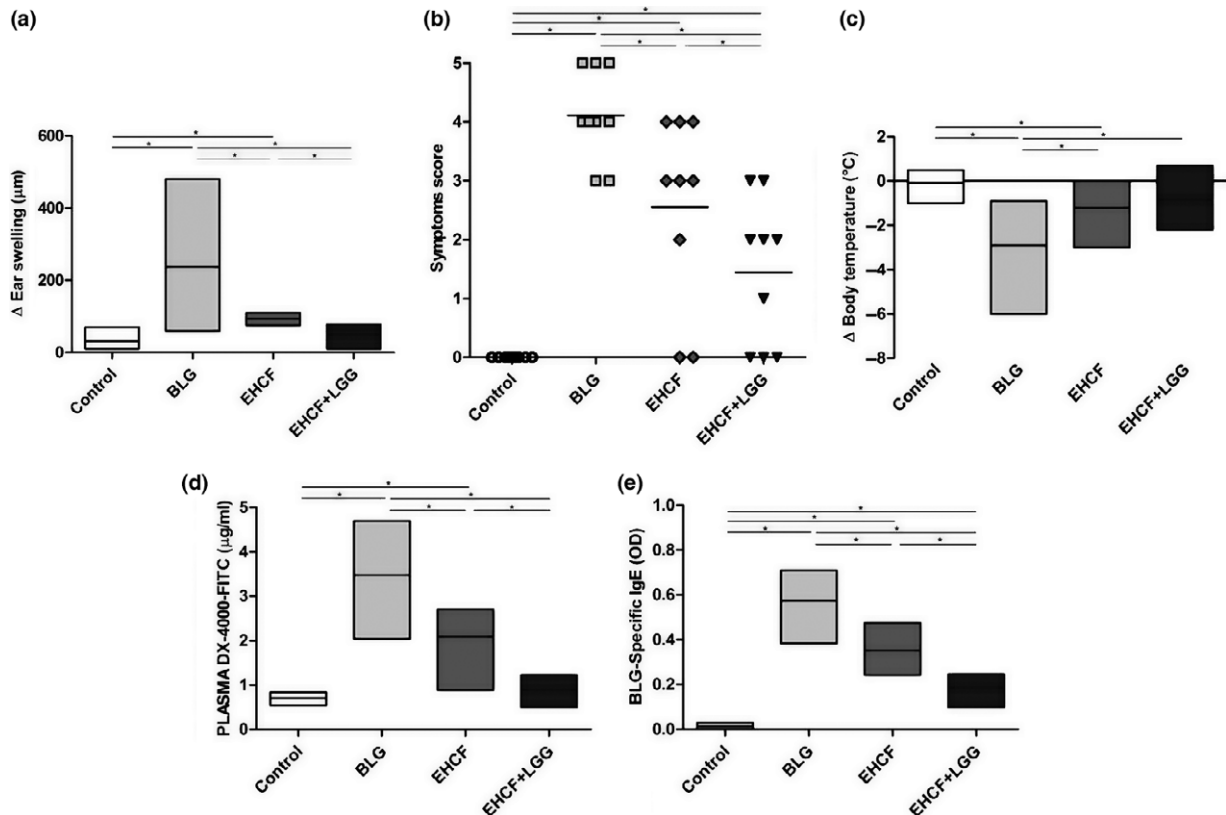 (a)
Δ Ear swelling (μm)
600
400
200
0
* *
* *
* *
Control
BLG
EHCF
EHCF+LGG
(b)
Symptoms score
5
4
3
2
1
0
*
*
* *
* *
Control
BLG
EHCF
EHCF+LGG
(c)
Δ Body temperature (°C)
2
0
–2
–4
–6
–8
*
* *
*
Control
BLG
EHCF
EHCF+LGG
(d)
PLASMA DX-4000-FITC (μg/ml)
5
4
3
2
1
0
*
* *
* *
Control
BLG
EHCF
EHCF+LGG
(e)
BLG-Specific IgE (OD)
1.0
0.8
0.6
0.4
0.2
0.0
*
*
* *
* *
Control
BLG
EHCF
EHCF+LGG